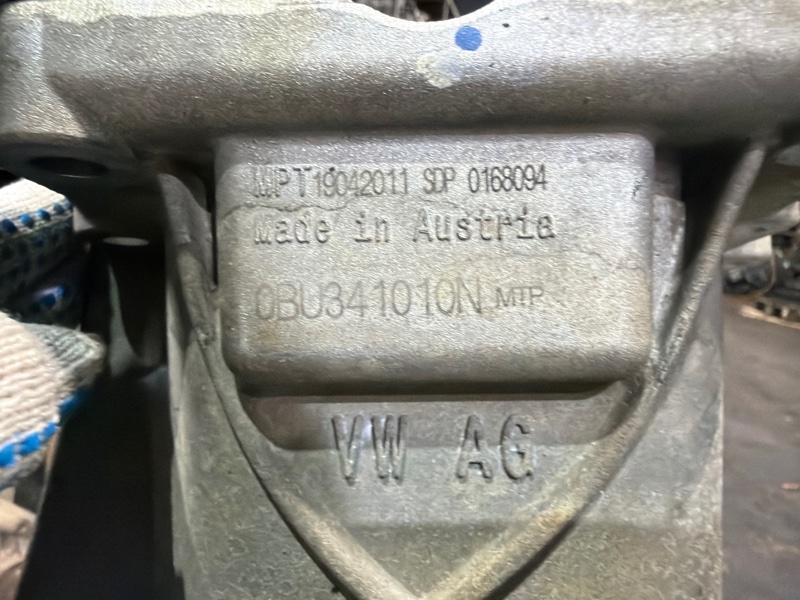 MPT19042011 SDP 0168094
Made in Austria
0BU341010N MTP
VW AG